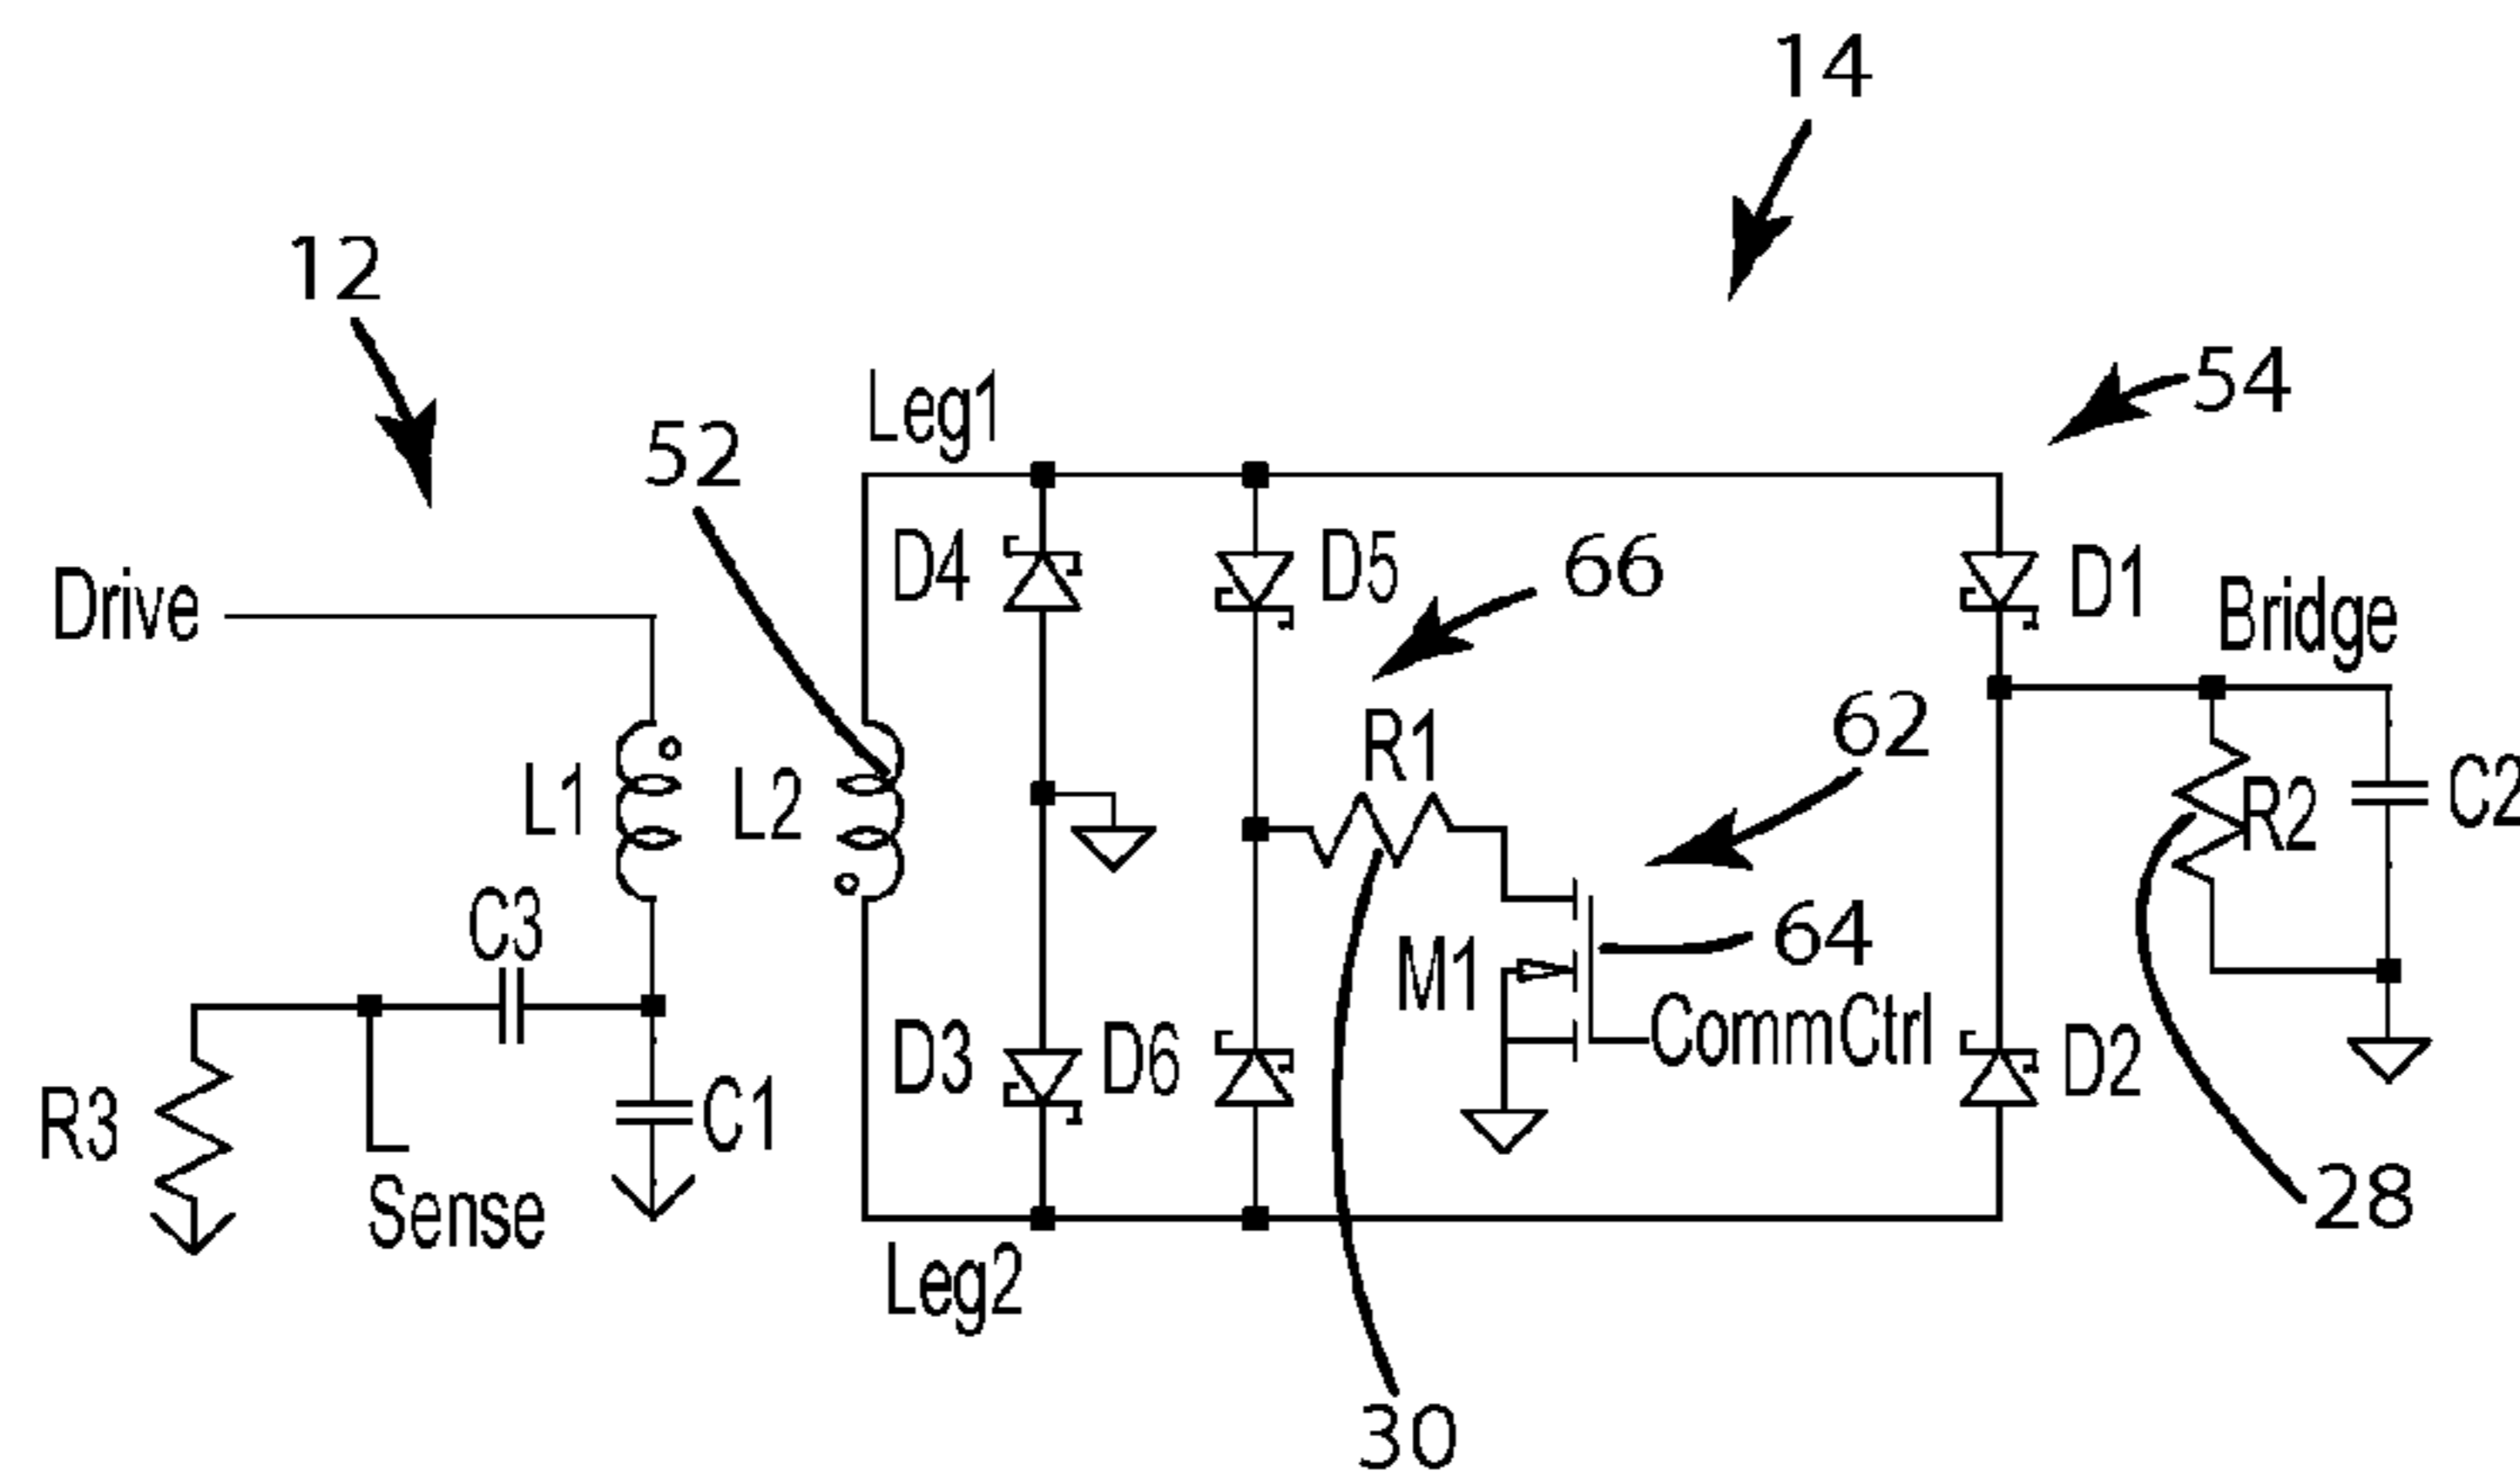 14
12
54
Leg1
52
D4
D5
66
D1
Drive
Bridge
62
R1
L1
L2
C2
R2
C3
64
M1
CommCtrl
D3
D6
D2
C1
R3
28
Sense
Leg2
30